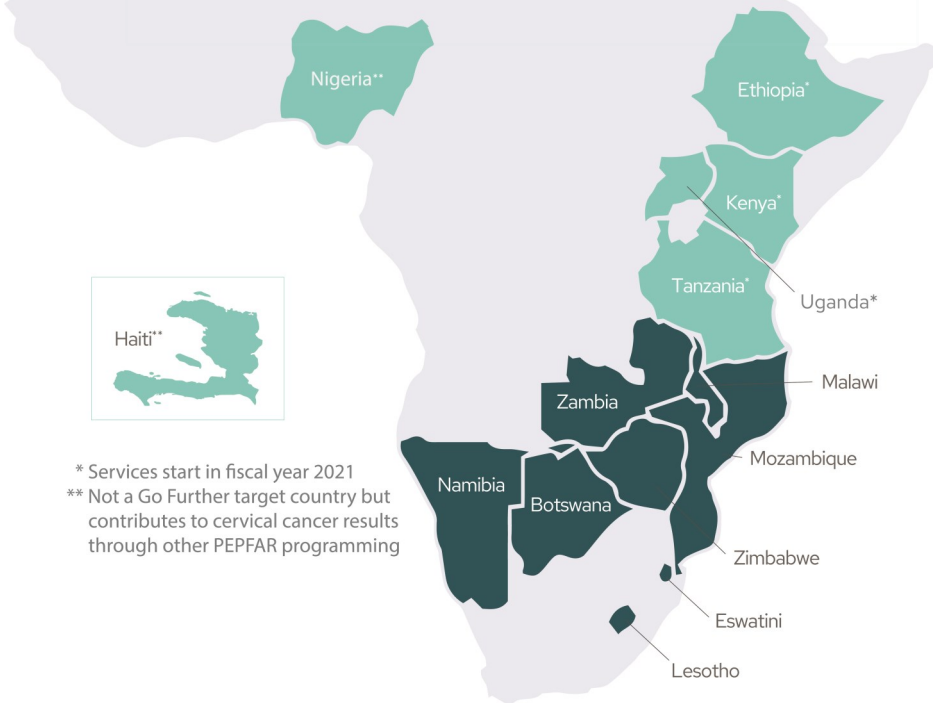 Nigeria**
Ethiopia*
Kenya*
Tanzania*
Uganda*
Haiti**
Malawi
Zambia
Mozambique
Namibia
Botswana
Zimbabwe
Eswatini
Lesotho
* Services start in fiscal year 2021
** Not a Go Further target country but
contributes to cervical cancer results
through other PEPFAR programming